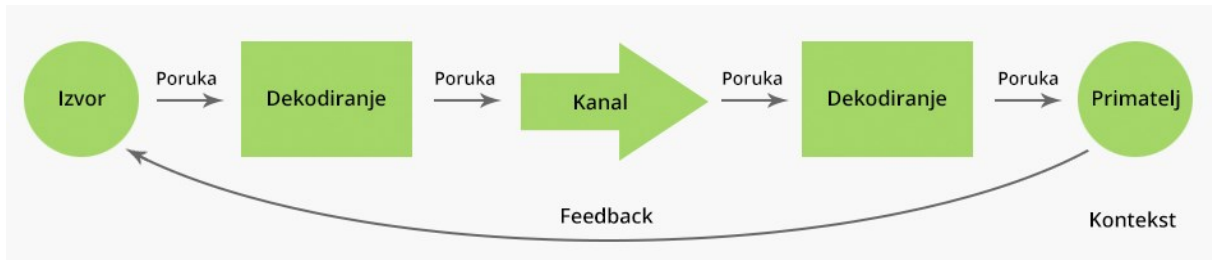 Izvor
Poruka
Dekodiranje
Poruka
Kanal
Poruka
Dekodiranje
Poruka
Primatelj
Feedback
Kontekst